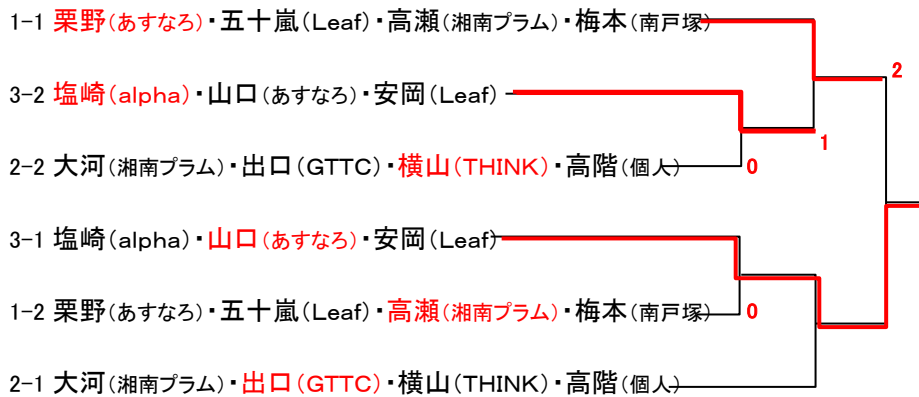 1-1 栗野(あすなろ)・五十嵐(Leaf)・高瀬(湘南プラム)・梅本(南戸塚)
2
3-2 塩崎(alpha)・山口(あすなろ)・安岡(Leaf)
1
2-2 大河(湘南プラム)・出口(GTTC)・横山(THINK)・高階(個人)
0
3-1 塩崎(alpha)・山口(あすなろ)・安岡(Leaf)
1-2 栗野(あすなろ)・五十嵐(Leaf)・高瀬(湘南プラム)・梅本(南戸塚)
0
2-1 大河(湘南プラム)・出口(GTTC)・横山(THINK)・高階(個人)